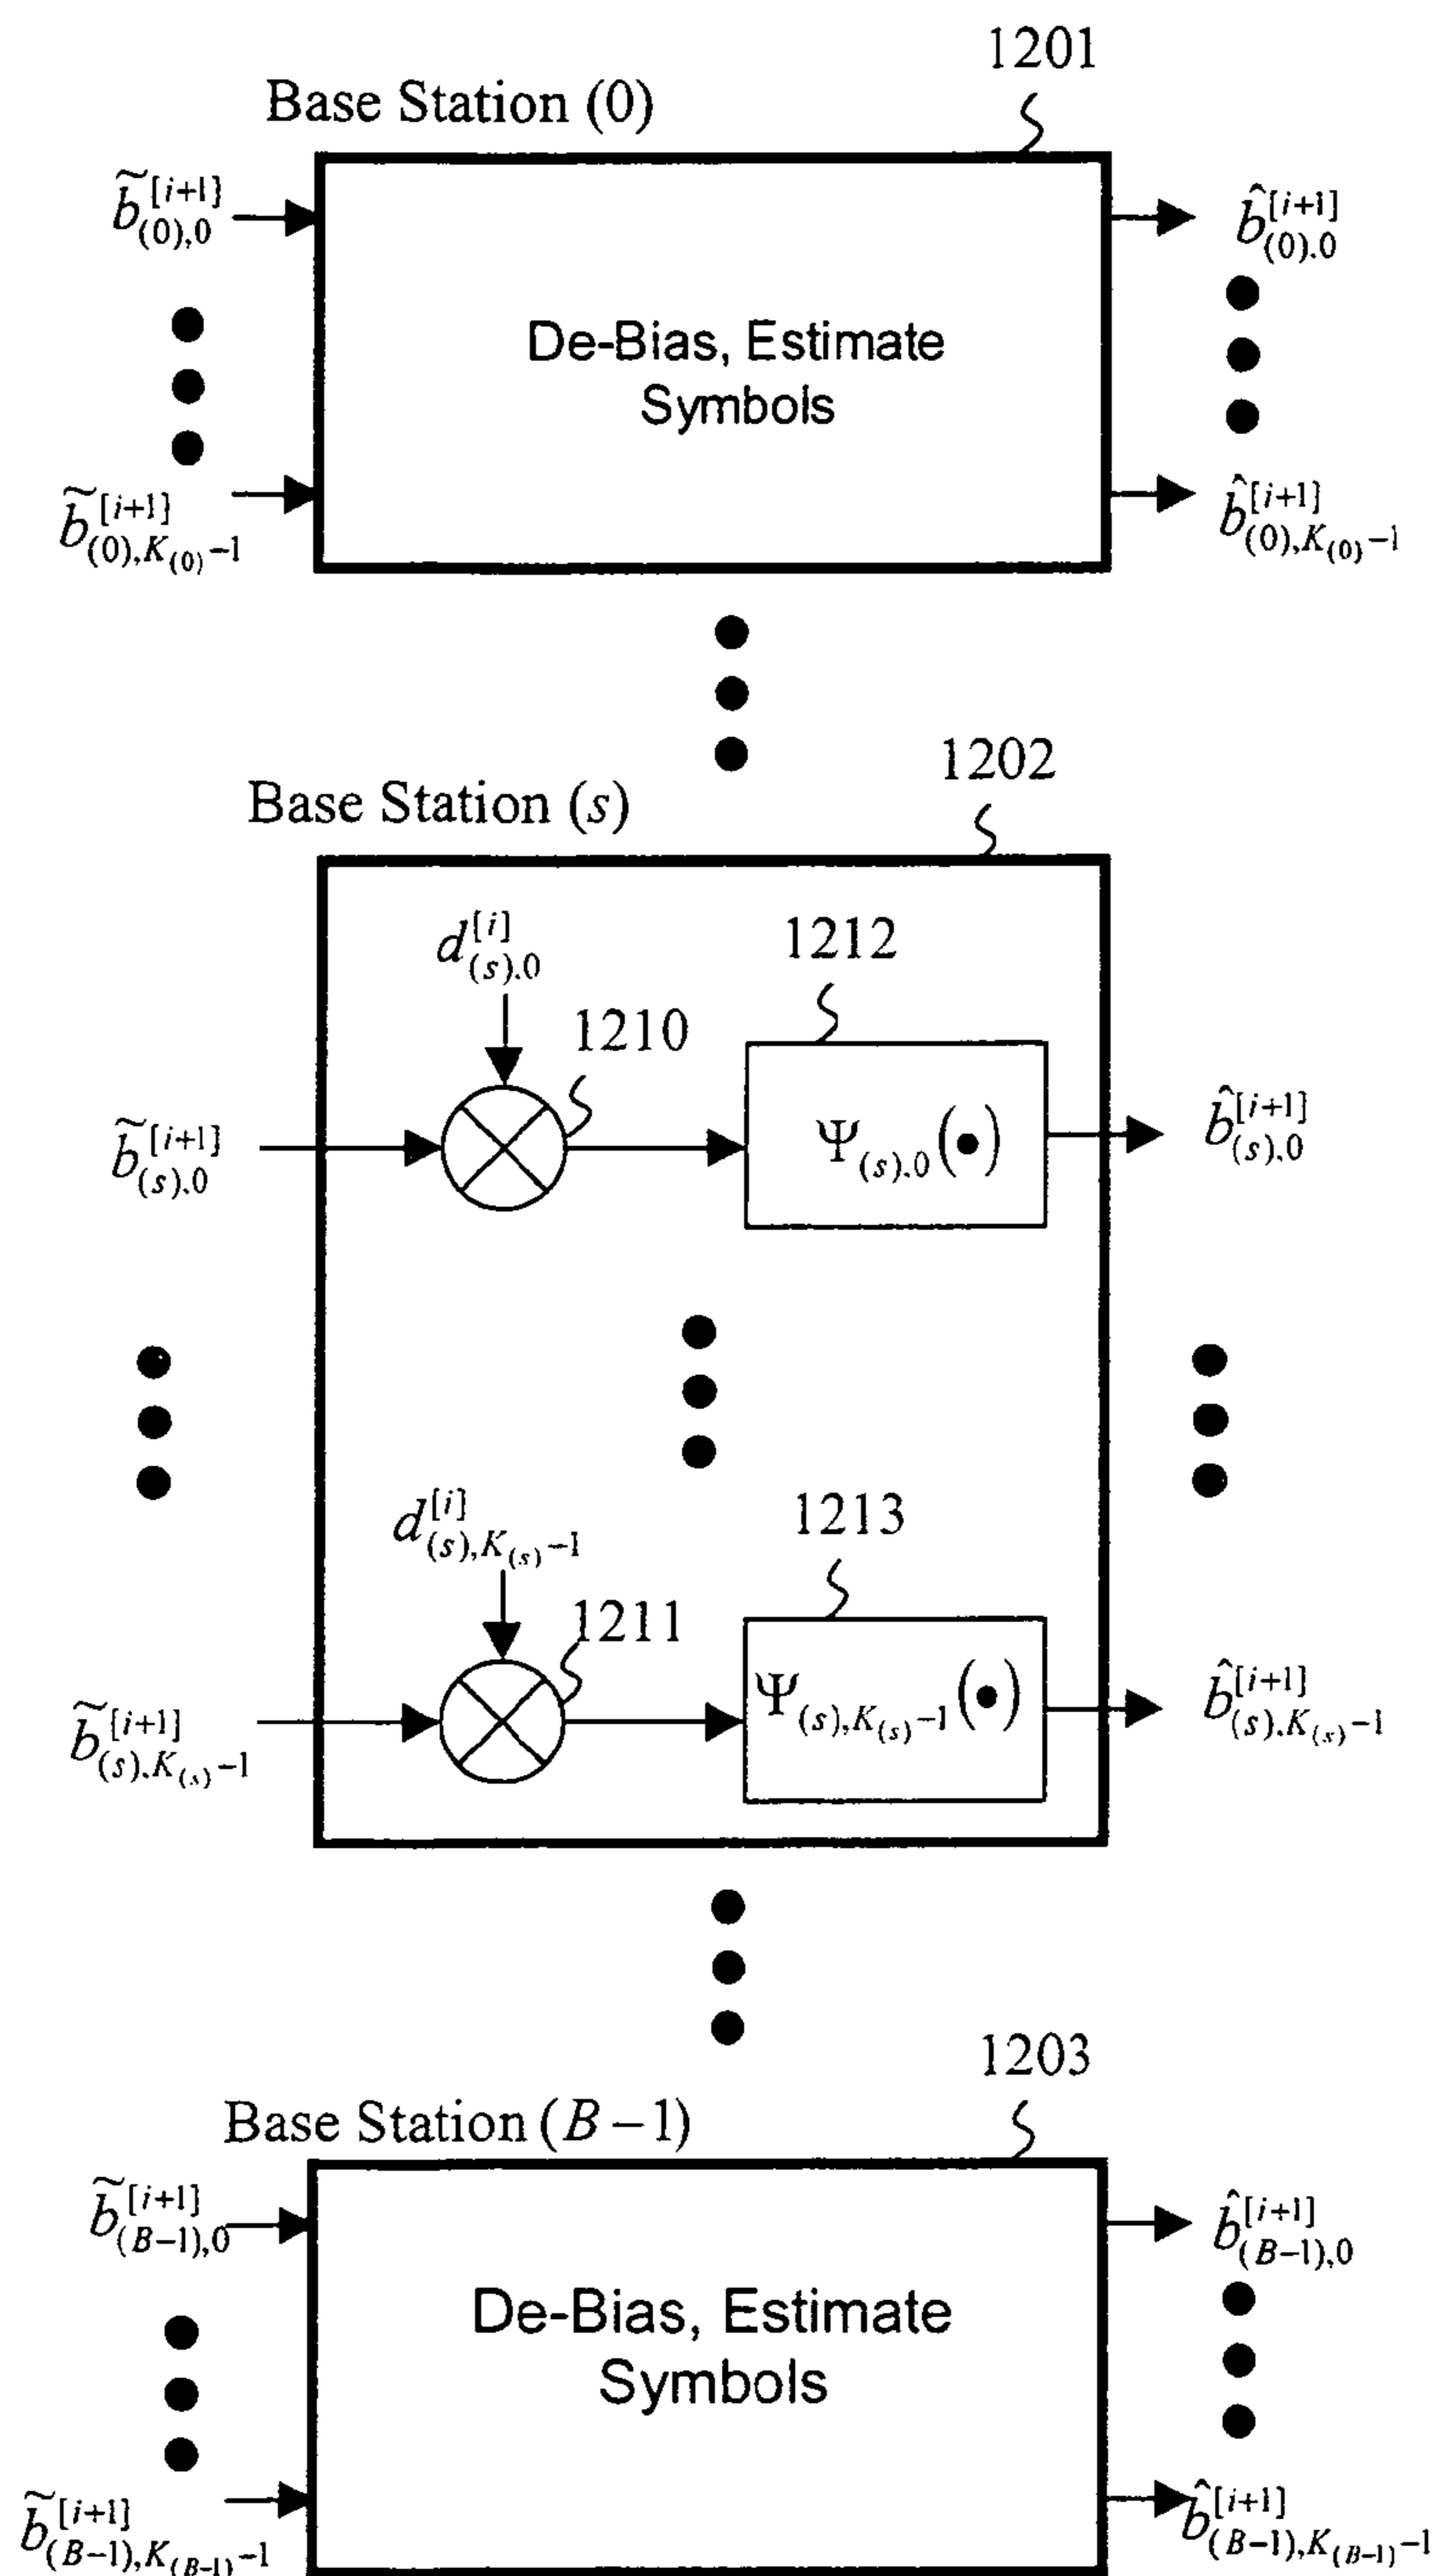 1201
Base Station (0)
b̃_{(0),0}^{[i+1]}
b̂_{(0),0}^{[i+1]}
De-Bias, Estimate
Symbols
b̃_{(0),K_{(0)}-1}^{[i+1]}
b̂_{(0),K_{(0)}-1}^{[i+1]}
1202
Base Station (s)
d_{(s),0}^{[i]}
1212
1210
b̃_{(s),0}^{[i+1]}
Ψ_{(s),0}(•)
b̂_{(s),0}^{[i+1]}
d_{(s),K_{(s)}-1}^{[i]}
1213
1211
b̃_{(s),K_{(s)}-1}^{[i+1]}
Ψ_{(s),K_{(s)}-1}(•)
b̂_{(s),K_{(s)}-1}^{[i+1]}
1203
Base Station (B-1)
b̃_{(B-1),0}^{[i+1]}
b̂_{(B-1),0}^{[i+1]}
De-Bias, Estimate
Symbols
b̃_{(B-1),K_{(B-1)}-1}^{[i+1]}
b̂_{(B-1),K_{(B-1)}-1}^{[i+1]}